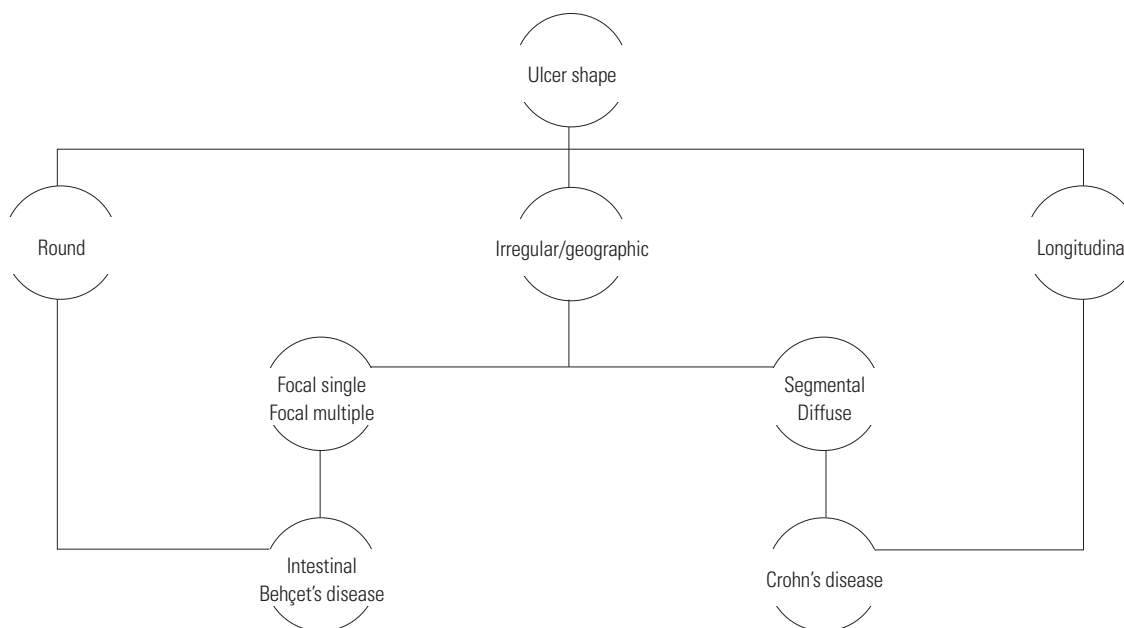 Ulcer shape
Round
Irregular/geographic
Longitudina
Focal single
Focal multiple
Segmental
Diffuse
Intestinal
Behçet's disease
Crohn's disease